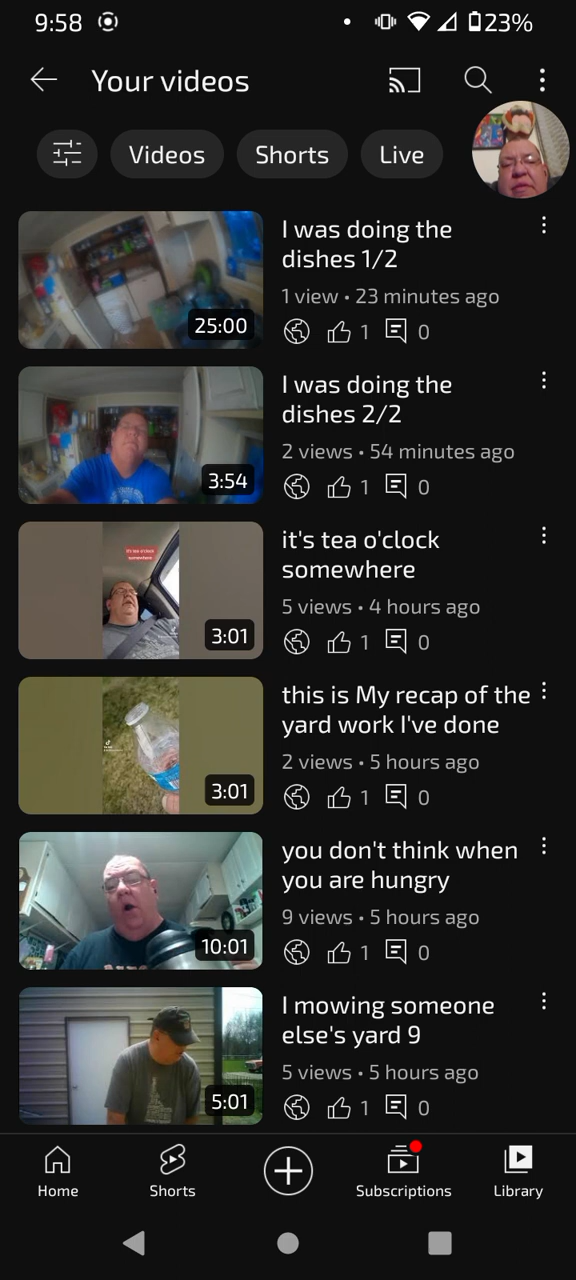 9:58
23%
Your videos
Videos
Shorts
Live
I was doing the
dishes 1/2
1 view • 23 minutes ago
1
0
25:00
I was doing the
dishes 2/2
2 views • 54 minutes ago
1
0
3:54
it's tea o'clock
somewhere
5 views • 4 hours ago
1
0
it's tea o'clock
somewhere
3:01
this is My recap of the
yard work I've done
2 views • 5 hours ago
1
0
3:01
you don't think when
you are hungry
9 views • 5 hours ago
1
0
10:01
I mowing someone
else's yard 9
5 views • 5 hours ago
1
0
5:01
Home
Shorts
Subscriptions
Library